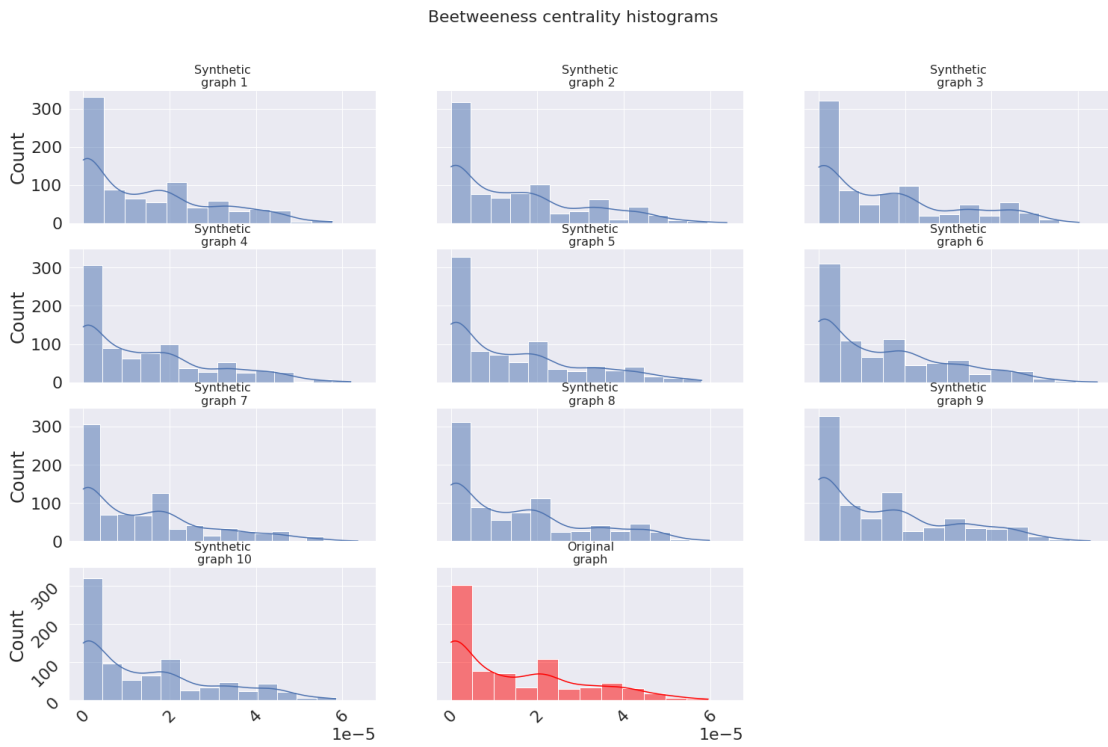 Beetweeness centrality histograms
Synthetic
graph 1
Synthetic
graph 2
Synthetic
graph 3
300
200
100
0
Count
Synthetic
graph 4
Synthetic
graph 5
Synthetic
graph 6
300
200
100
0
Count
Synthetic
graph 7
Synthetic
graph 8
Synthetic
graph 9
300
200
100
0
Count
Synthetic
graph 10
Original
graph
300
200
100
0
Count
0 2 4 6
1e−5
0 2 4 6
1e−5